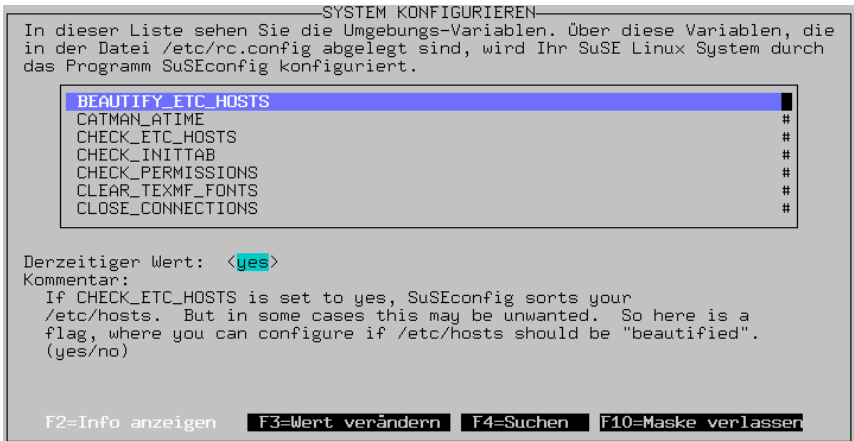 SYSTEM KONFIGURIEREN
In dieser Liste sehen Sie die Umgebungs-Variablen. Über diese Variablen, die
in der Datei /etc/rc.config abgelegt sind, wird Ihr SuSE Linux System durch
das Programm SuSEconfig konfiguriert.
BEAUTIFY_ETC_HOSTS
CATMAN_ATIME #
CHECK_ETC_HOSTS #
CHECK_INITTAB #
CHECK_PERMISSIONS #
CLEAR_TEXMF_FONTS #
CLOSE_CONNECTIONS #
Derzeitiger Wert: <yes>
Kommentar:
If CHECK_ETC_HOSTS is set to yes, SuSEconfig sorts your
/etc/hosts. But in some cases this may be unwanted. So here is a
flag, where you can configure if /etc/hosts should be "beautified".
(yes/no)
F2=Info anzeigen F3=Wert verändern F4=Suchen F10=Maske verlassen